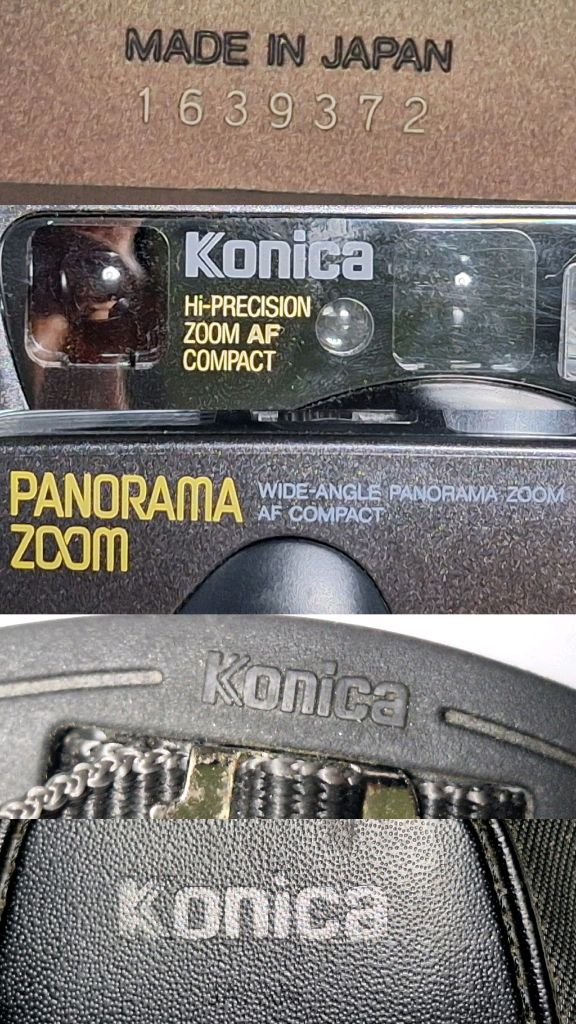 MADE IN JAPAN
1639372
Konica
Hi-PRECISION
ZOOM AF
COMPACT
PANORAMA
ZOOM
WIDE-ANGLE PANORAMA ZOOM
AF COMPACT
Konica
Konica